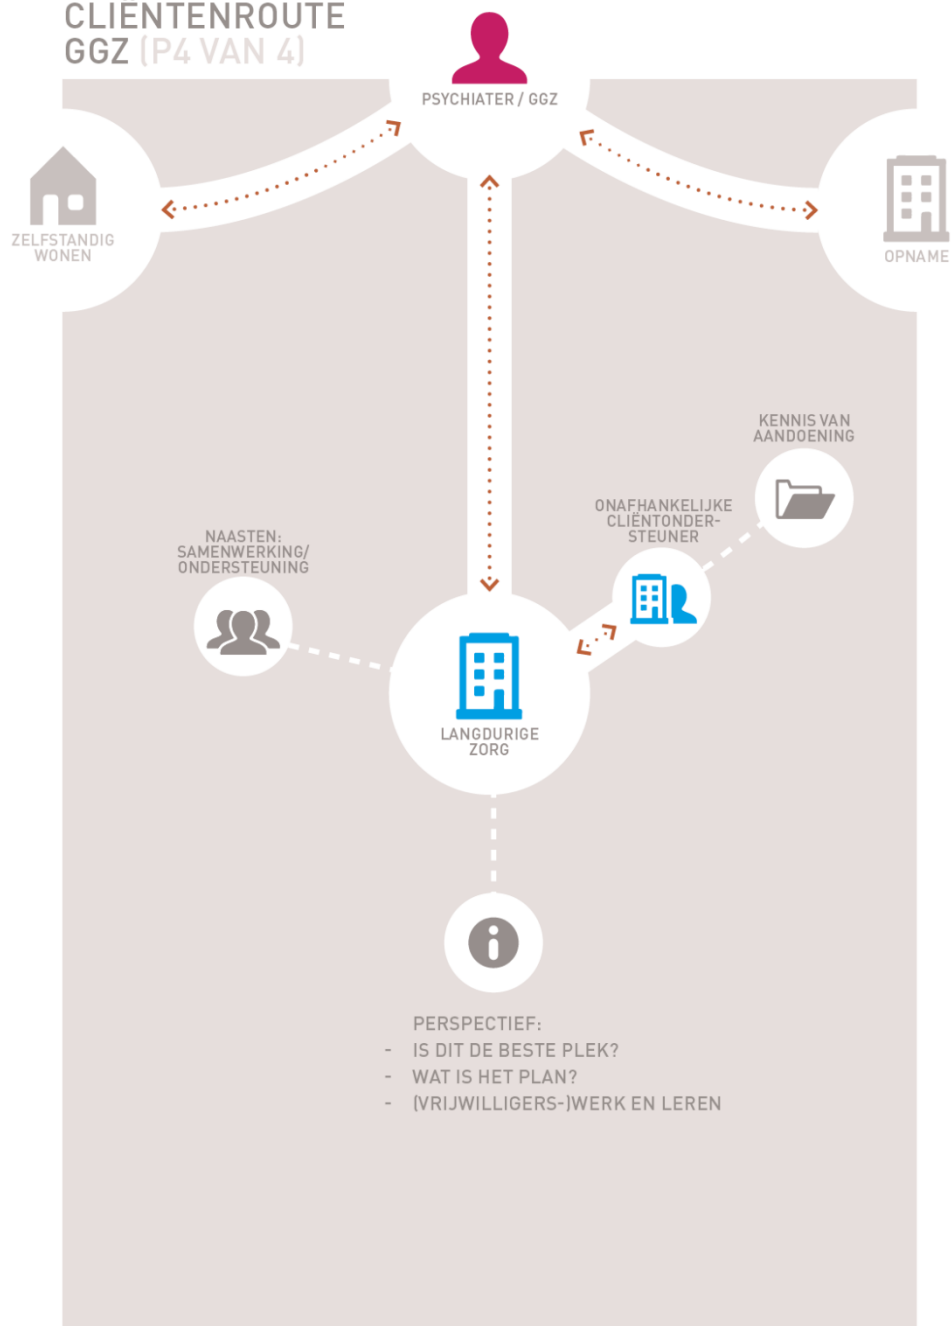 CLIËNTENROUTE
GGZ (P4 VAN 4)
PSYCHIATER / GGZ
ZELFSTANDIG
WONEN
OPNAME
KENNIS VAN
AANDOENING
ONAFHANKELIJKE
CLIËNTONDER-
STEUNER
NAASTEN:
SAMENWERKING/
ONDERSTEUNING
LANGDURIGE
ZORG
PERSPECTIEF:
- IS DIT DE BESTE PLEK?
- WAT IS HET PLAN?
- (VRIJWILLIGERS-)WERK EN LEREN